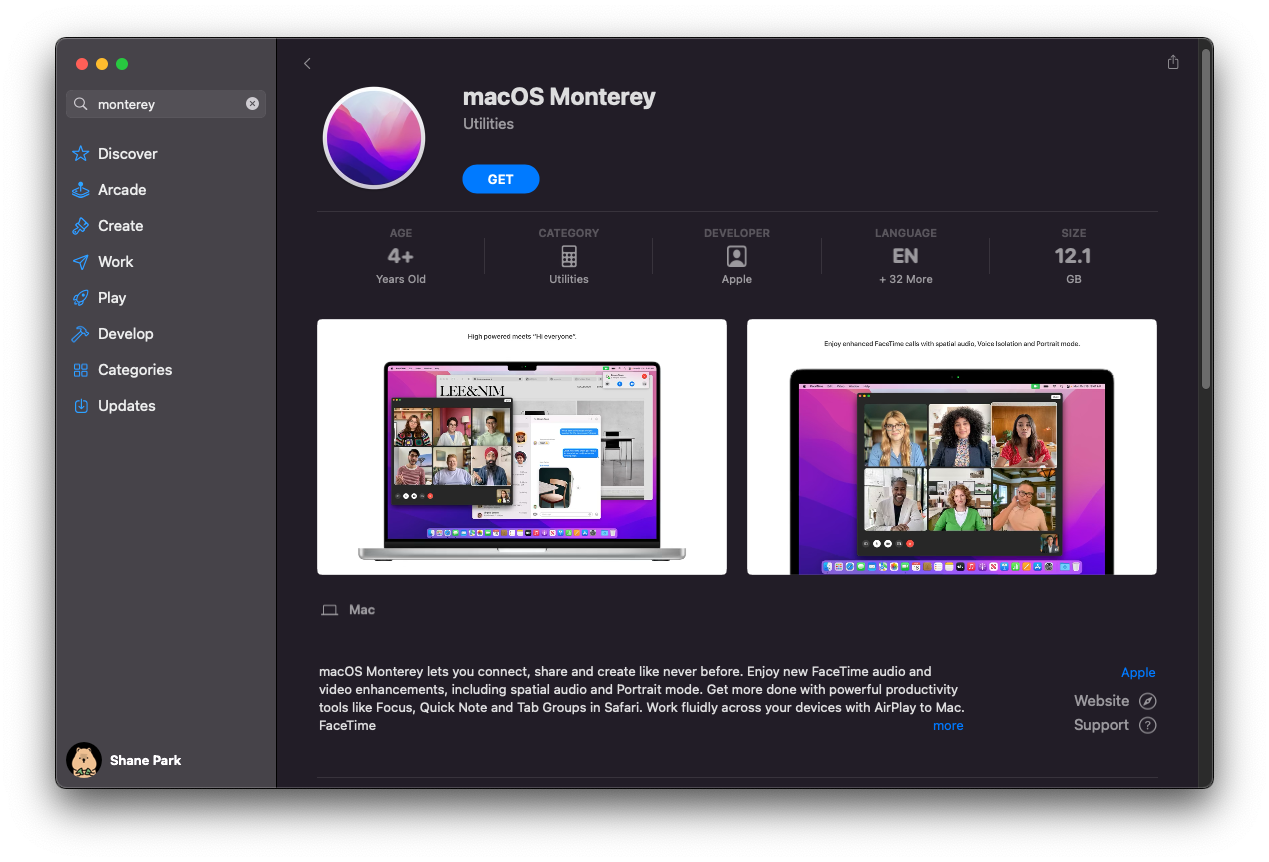 monterey
Discover
Arcade
Create
Work
Play
Develop
Categories
Updates
Shane Park
macOS Monterey
Utilities
GET
AGE
4+
Years Old
CATEGORY
Utilities
DEVELOPER
Apple
LANGUAGE
EN
+ 32 More
SIZE
12.1
GB
High powered meets “Hi everyone”.
LEE&NIM
Enjoy enhanced FaceTime calls with spatial audio, Voice Isolation and Portrait mode.
Mac
macOS Monterey lets you connect, share and create like never before. Enjoy new FaceTime audio and
video enhancements, including spatial audio and Portrait mode. Get more done with powerful productivity
tools like Focus, Quick Note and Tab Groups in Safari. Work fluidly across your devices with AirPlay to Mac.
FaceTime
more
Apple
Website
Support